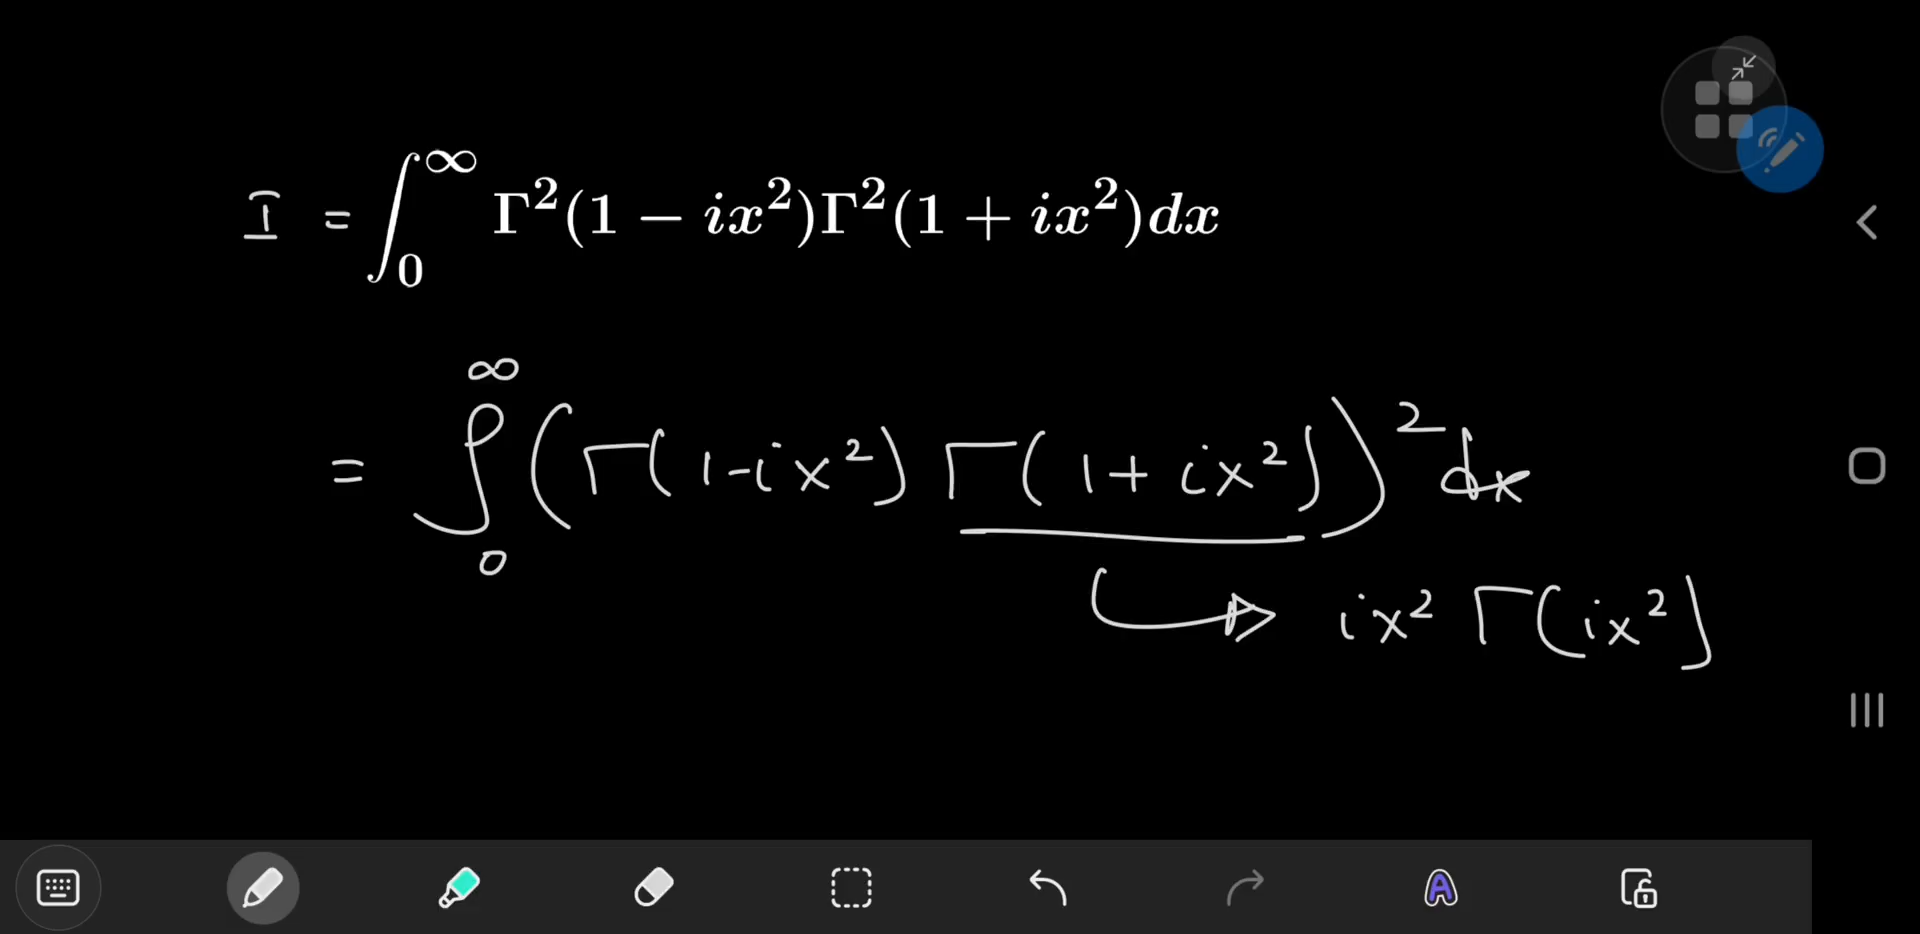 I = ∫₀^∞ Γ²(1 − ix²)Γ²(1 + ix²)dx
= ∫₀^∞ (Γ(1-ix²) Γ(1+ix²))² dx
ix² Γ(ix²)
A